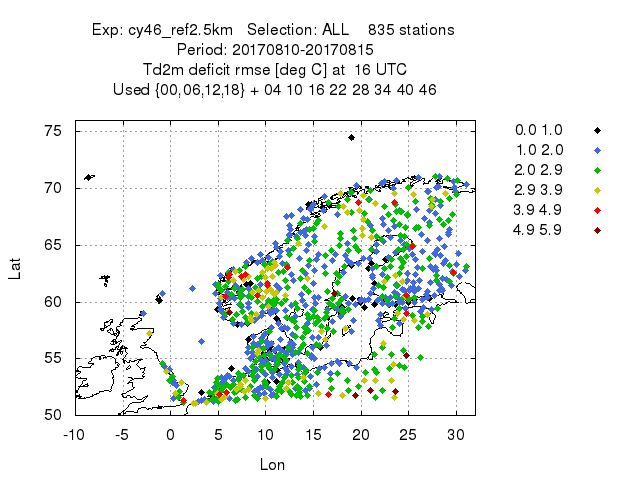 Exp: cy46_ref2.5km Selection: ALL 835 stations
Period: 20170810-20170815
Td2m deficit rmse [deg C] at 16 UTC
Used {00,06,12,18} + 04 10 16 22 28 34 40 46
75
70
65
60
55
50
Lat
-10 -5 0 5 10 15 20 25 30
Lon
0.0 1.0
1.0 2.0
2.0 2.9
2.9 3.9
3.9 4.9
4.9 5.9